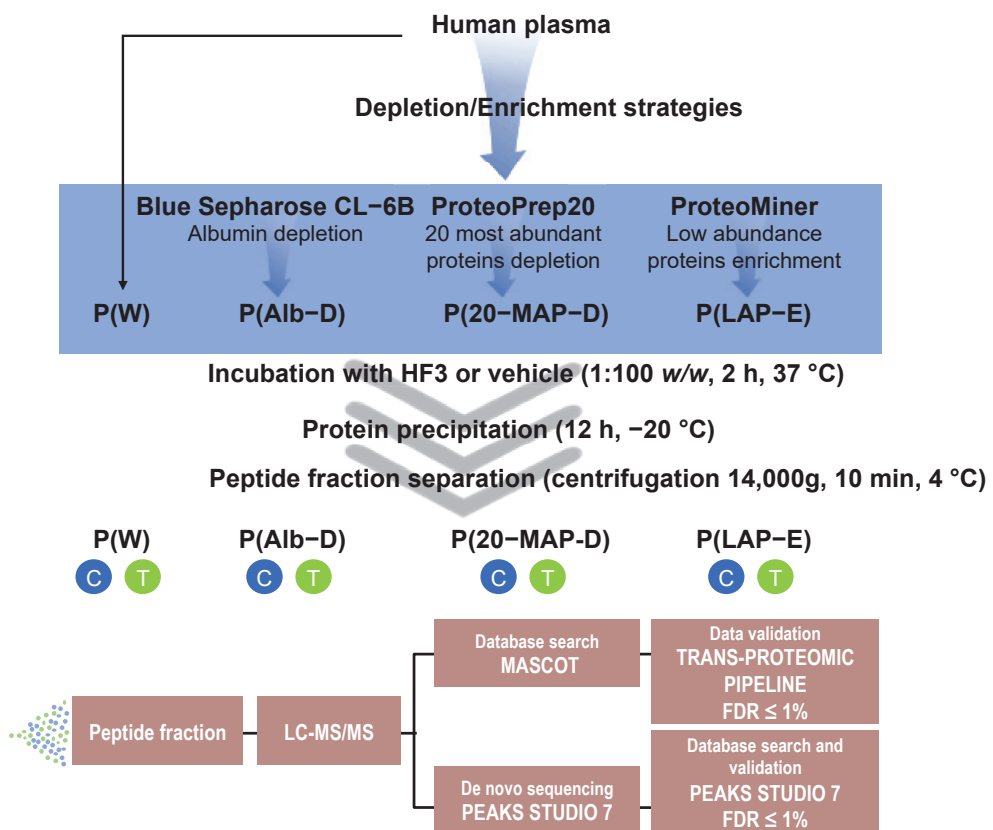 Human plasma
Depletion/Enrichment strategies
Blue Sepharose CL−6B
Albumin depletion
ProteoPrep20
20 most abundant
proteins depletion
ProteoMiner
Low abundance
proteins enrichment
P(W)
P(Alb−D)
P(20−MAP−D)
P(LAP−E)
Incubation with HF3 or vehicle (1:100 w/w, 2 h, 37 °C)
Protein precipitation (12 h, −20 °C)
Peptide fraction separation (centrifugation 14,000g, 10 min, 4 °C)
P(W)
P(Alb−D)
P(20−MAP-D)
P(LAP−E)
C T
C T
C T
C T
Peptide fraction
LC-MS/MS
Database search
MASCOT
Data validation
TRANS-PROTEOMIC
PIPELINE
FDR ≤ 1%
De novo sequencing
PEAKS STUDIO 7
Database search and
validation
PEAKS STUDIO 7
FDR ≤ 1%